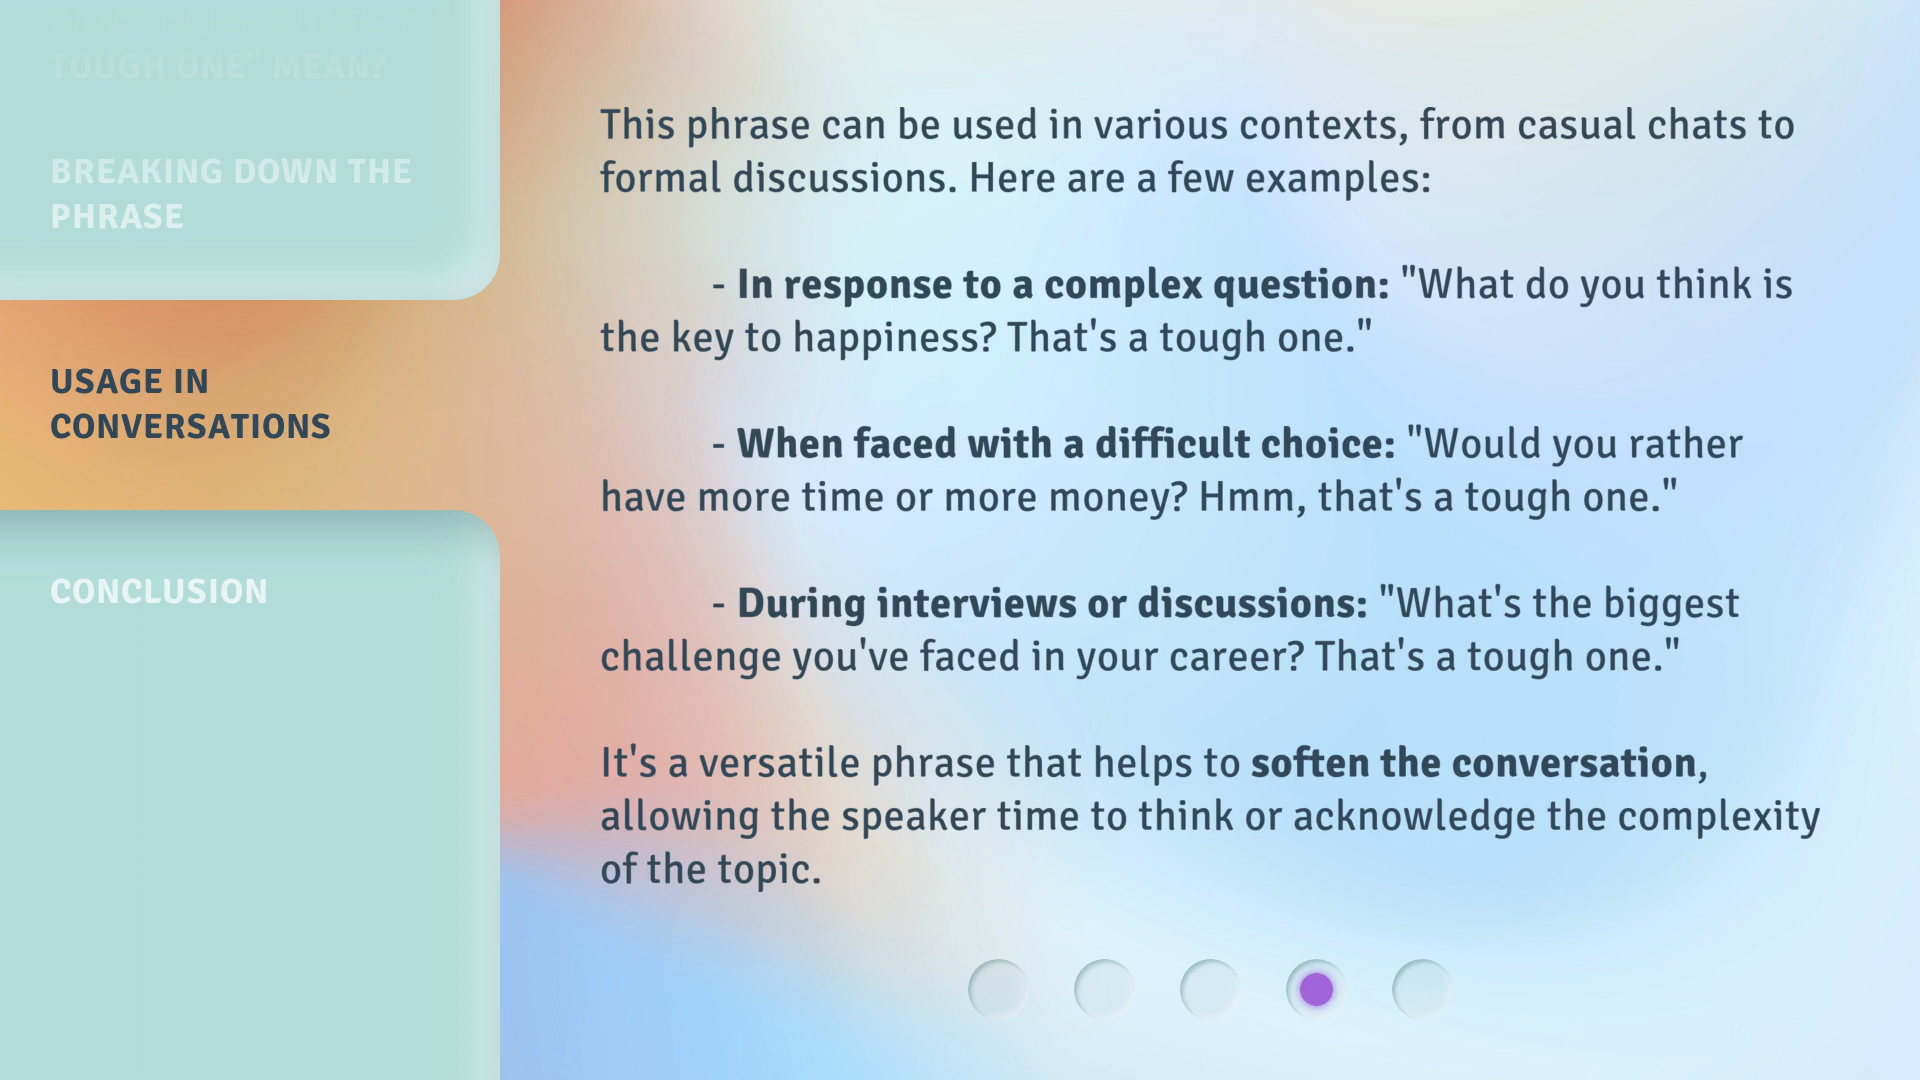 WHAT DOES "THAT'S A
TOUGH ONE" MEAN?
BREAKING DOWN THE
PHRASE
USAGE IN
CONVERSATIONS
CONCLUSION
This phrase can be used in various contexts, from casual chats to
formal discussions. Here are a few examples:
- In response to a complex question: "What do you think is
the key to happiness? That's a tough one."
- When faced with a difficult choice: "Would you rather
have more time or more money? Hmm, that's a tough one."
- During interviews or discussions: "What's the biggest
challenge you've faced in your career? That's a tough one."
It's a versatile phrase that helps to soften the conversation,
allowing the speaker time to think or acknowledge the complexity
of the topic.